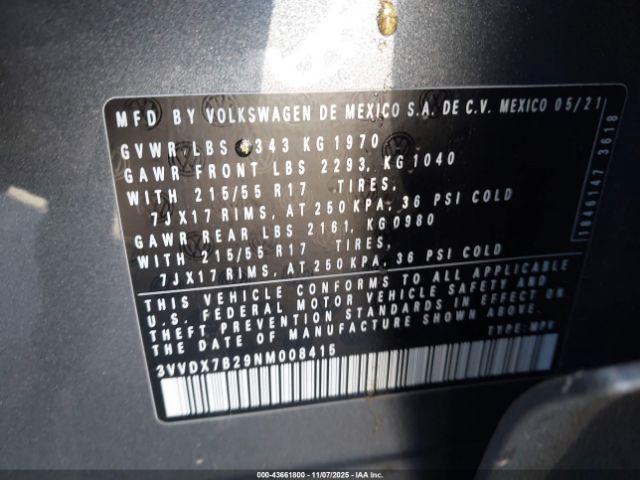 MFD BY VOLKSWAGEN DE MEXICO S.A. DE C.V. MEXICO 05/21
GVWR LBS 343 KG 1970
GAWR FRONT LBS 2293, KG 1040
WITH 215/55 R17 TIRES,
7JX17 RIMS, AT 250KPA, 36 PSI COLD
GAWR REAR LBS 2161, KG 0980
WITH 215/55 R17 TIRES,
7JX17 RIMS, AT 250KPA, 36 PSI COLD
THIS VEHICLE CONFORMS TO ALL APPLICABLE
U.S. FEDERAL MOTOR VEHICLE SAFETY AND
THEFT PREVENTION STANDARDS IN EFFECT ON
THE DATE OF MANUFACTURE SHOWN ABOVE.
TYPE: MPV
3VVDX7B29NM008415
1846147 3618
000-43661800 - 11/07/2025 - IAA Inc.